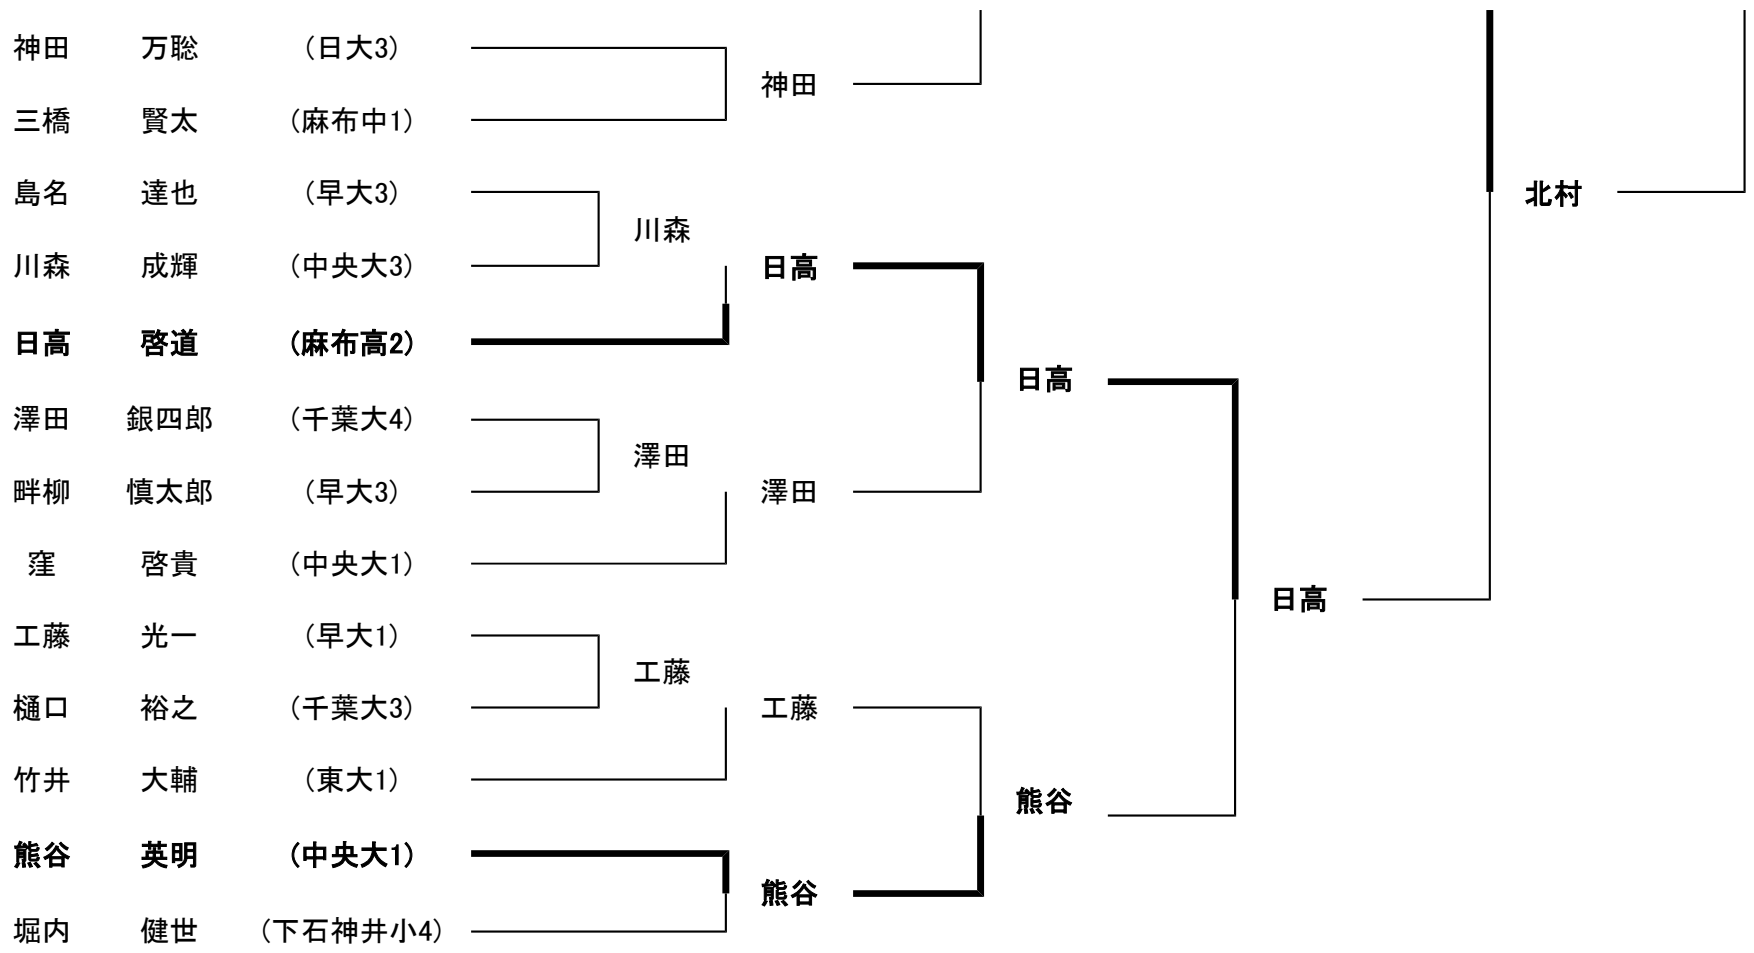 神田 万聡 (日大3)
神田
三橋 賢太 (麻布中1)
島名 達也 (早大3)
北村
川森
川森 成輝 (中央大3)
日高
日高 啓道 (麻布高2)
日高
澤田 銀四郎 (千葉大4)
澤田
畔柳 慎太郎 (早大3)
澤田
窪 啓貴 (中央大1)
日高
工藤 光一 (早大1)
工藤
樋口 裕之 (千葉大3)
工藤
竹井 大輔 (東大1)
熊谷
熊谷 英明 (中央大1)
熊谷
堀内 健世 (下石神井小4)